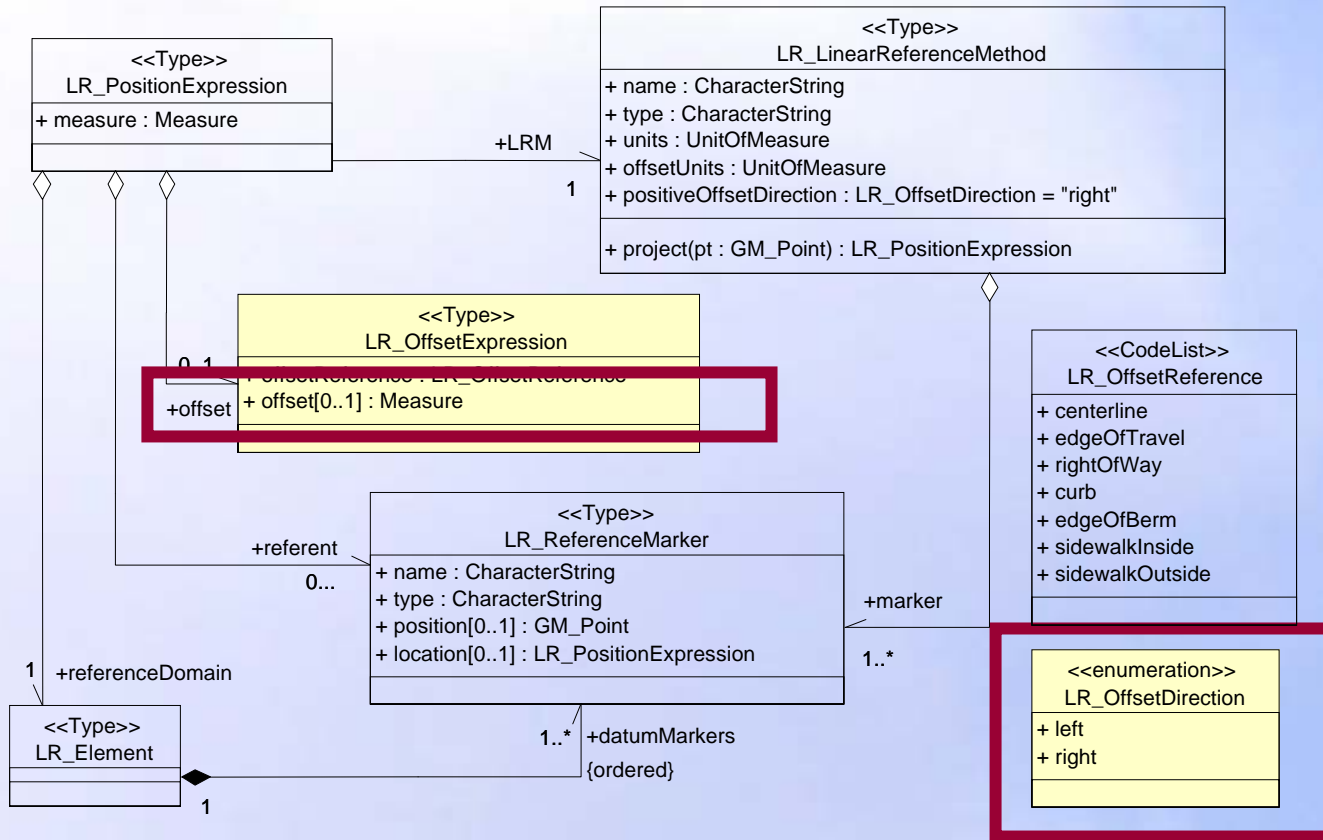 <<Type>>
LR_PositionExpression
+ measure : Measure
<<Type>>
LR_LinearReferenceMethod
+ name : CharacterString
+ type : CharacterString
+ units : UnitOfMeasure
+ offsetUnits : UnitOfMeasure
+ positiveOffsetDirection : LR_OffsetDirection = "right"
+ project(pt : GM_Point) : LR_PositionExpression
+LRM
1
<<Type>>
LR_OffsetExpression
+ offsetReference : LR_OffsetReference
+ offset[0..1] : Measure
0..1
+offset
<<CodeList>>
LR_OffsetReference
+ centerline
+ edgeOfTravel
+ rightOfWay
+ curb
+ edgeOfBerm
+ sidewalkInside
+ sidewalkOutside
<<Type>>
LR_ReferenceMarker
+ name : CharacterString
+ type : CharacterString
+ position[0..1] : GM_Point
+ location[0..1] : LR_PositionExpression
+referent
0...
+marker
1..*
<<enumeration>>
LR_OffsetDirection
+ left
+ right
1
+referenceDomain
<<Type>>
LR_Element
1..*
+datumMarkers
{ordered}
1